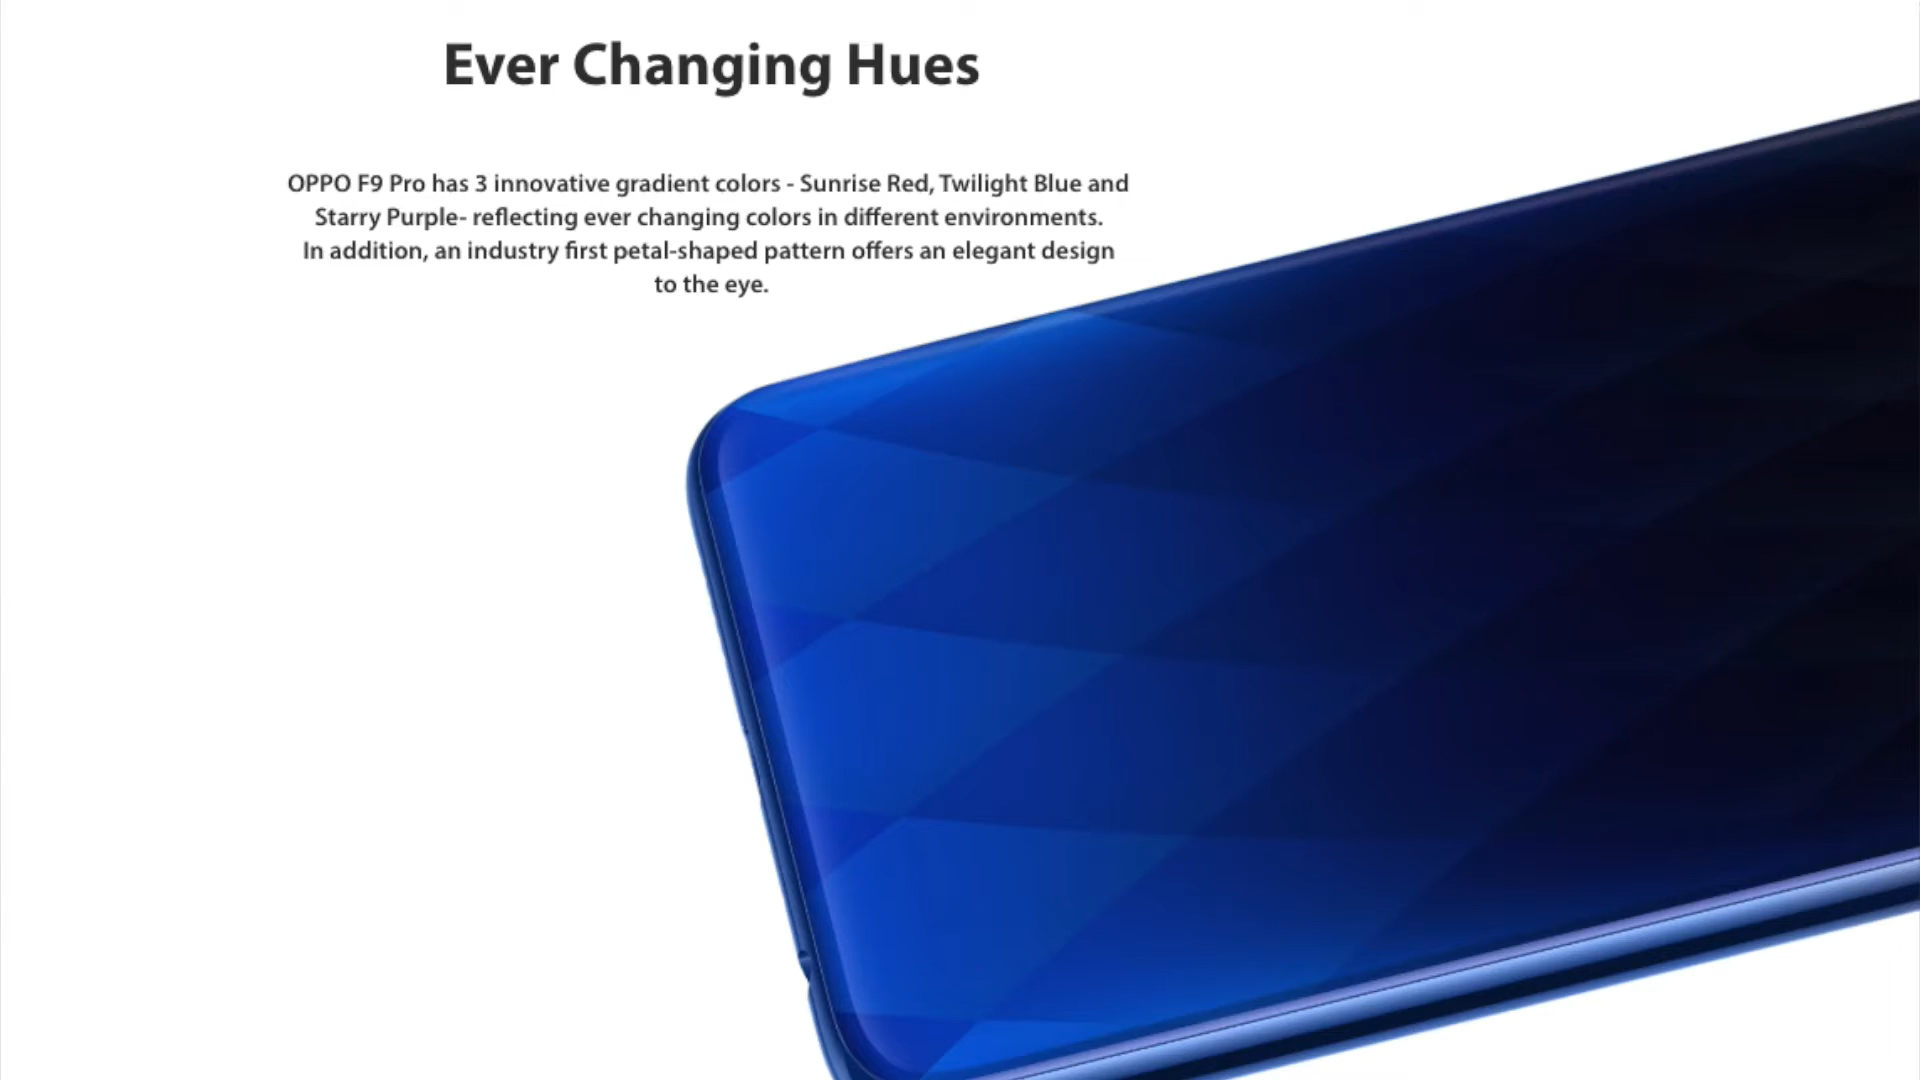 Ever Changing Hues
OPPO F9 Pro has 3 innovative gradient colors - Sunrise Red, Twilight Blue and
Starry Purple- reflecting ever changing colors in different environments.
In addition, an industry first petal-shaped pattern offers an elegant design
to the eye.